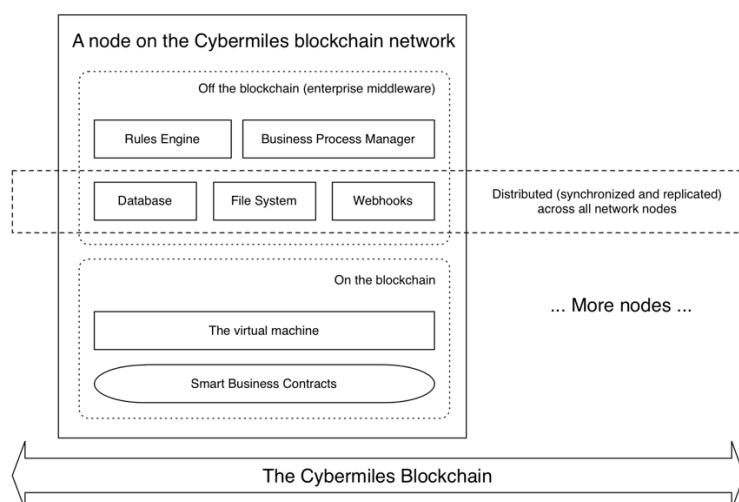 A node on the Cybermiles blockchain network
Off the blockchain (enterprise middleware)
Rules Engine
Business Process Manager
Database
File System
Webhooks
Distributed (synchronized and replicated)
across all network nodes
On the blockchain
The virtual machine
... More nodes ...
Smart Business Contracts
The Cybermiles Blockchain